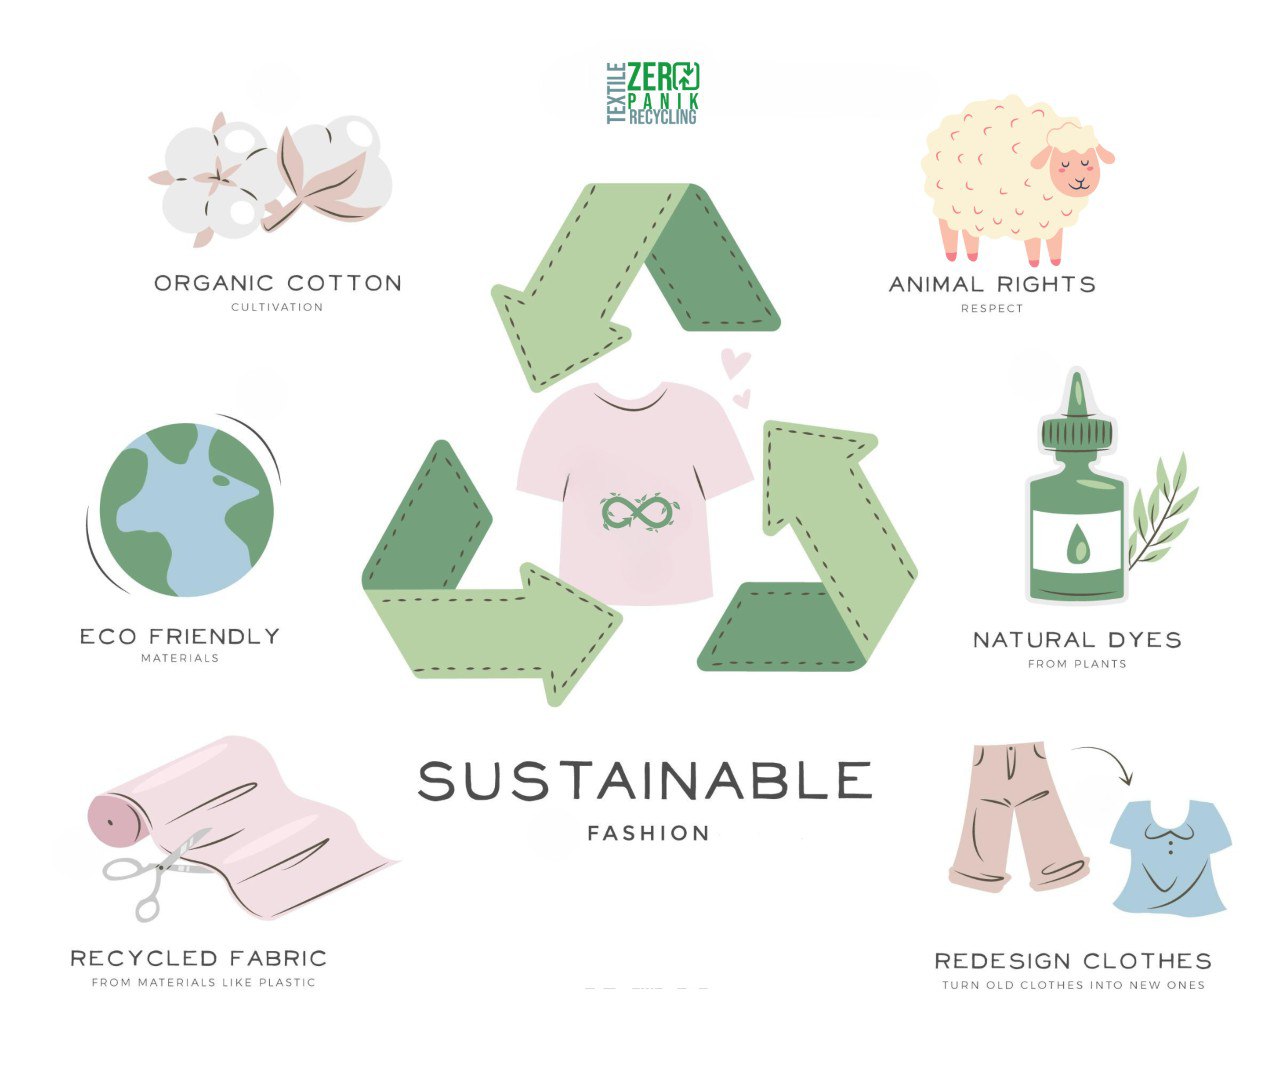 TEXTILE
ZERO
PANIK
RECYCLING
ORGANIC COTTON
CULTIVATION
ANIMAL RIGHTS
RESPECT
ECO FRIENDLY
MATERIALS
NATURAL DYES
FROM PLANTS
SUSTAINABLE
FASHION
RECYCLED FABRIC
FROM MATERIALS LIKE PLASTIC
REDESIGN CLOTHES
TURN OLD CLOTHES INTO NEW ONES